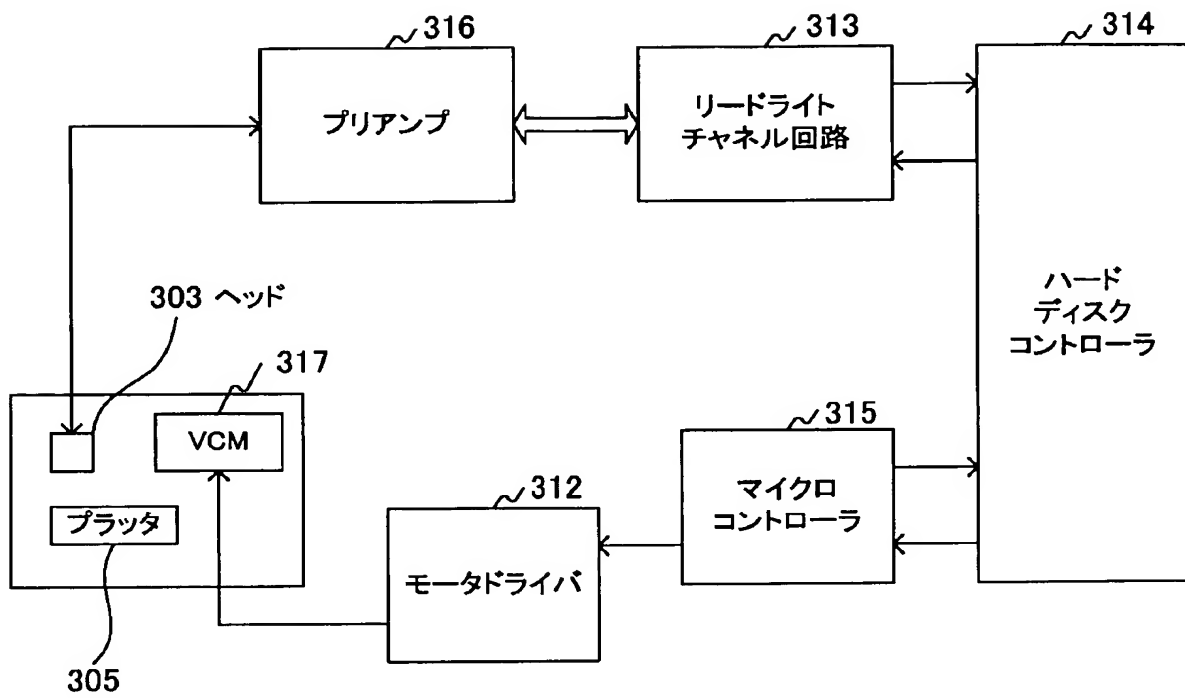 316
プリアンプ
313
リードライト
チャネル回路
314
ハード
ディスク
コントローラ
303 ヘッド
317
VCM
プラッタ
305
312
モータドライバ
315
マイクロ
コントローラ